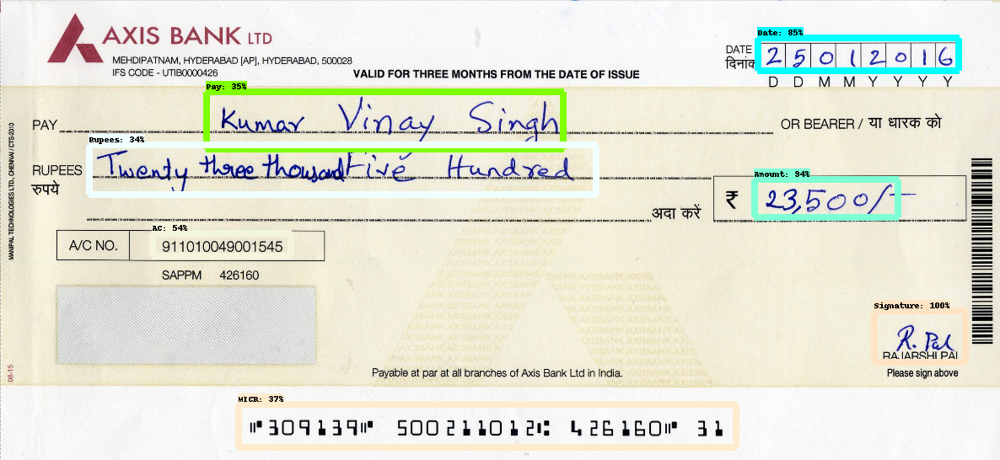 AXIS BANK LTD
MEHDIPATNAM, HYDERABAD [AP], HYDERABAD, 500028
IFS CODE - UTIB0000426
VALID FOR THREE MONTHS FROM THE DATE OF ISSUE
Date: 85%
DATE 2 5 0 1 2 0 1 6
दिनांक
D D M M Y Y Y Y
Pay: 35%
PAY Kumar Vinay Singh OR BEARER / या धारक को
Rupees: 34%
RUPEES Twenty three thousand Five Hundred
रुपये
Amount: 94%
अदा करें ₹ 23,500/-
AC: 54%
A/C NO. 911010049001545
SAPPM 426160
MANIPAL TECHNOLOGIES LTD, CHENNAI / CTS-2010
08-15
Signature: 100%
R. Pal
RAJARSHI PAL
Please sign above
Payable at par at all branches of Axis Bank Ltd in India.
MICR: 37%
⑈309139⑈ 500211012⑆ 426160⑈ 31